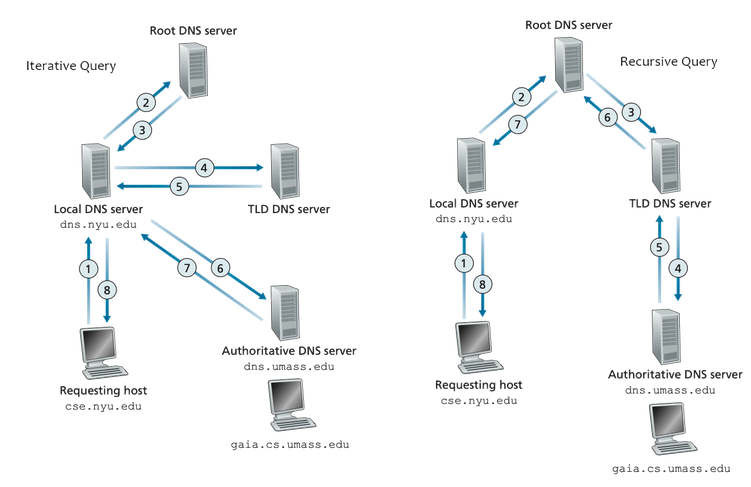 Root DNS server
Iterative Query
2
3
4
5
Local DNS server
dns.nyu.edu
TLD DNS server
1
8
7
6
Requesting host
cse.nyu.edu
Authoritative DNS server
dns.umass.edu
gaia.cs.umass.edu
Root DNS server
Recursive Query
2
7
6
3
Local DNS server
dns.nyu.edu
TLD DNS server
1
8
5
4
Requesting host
cse.nyu.edu
Authoritative DNS server
dns.umass.edu
gaia.cs.umass.edu